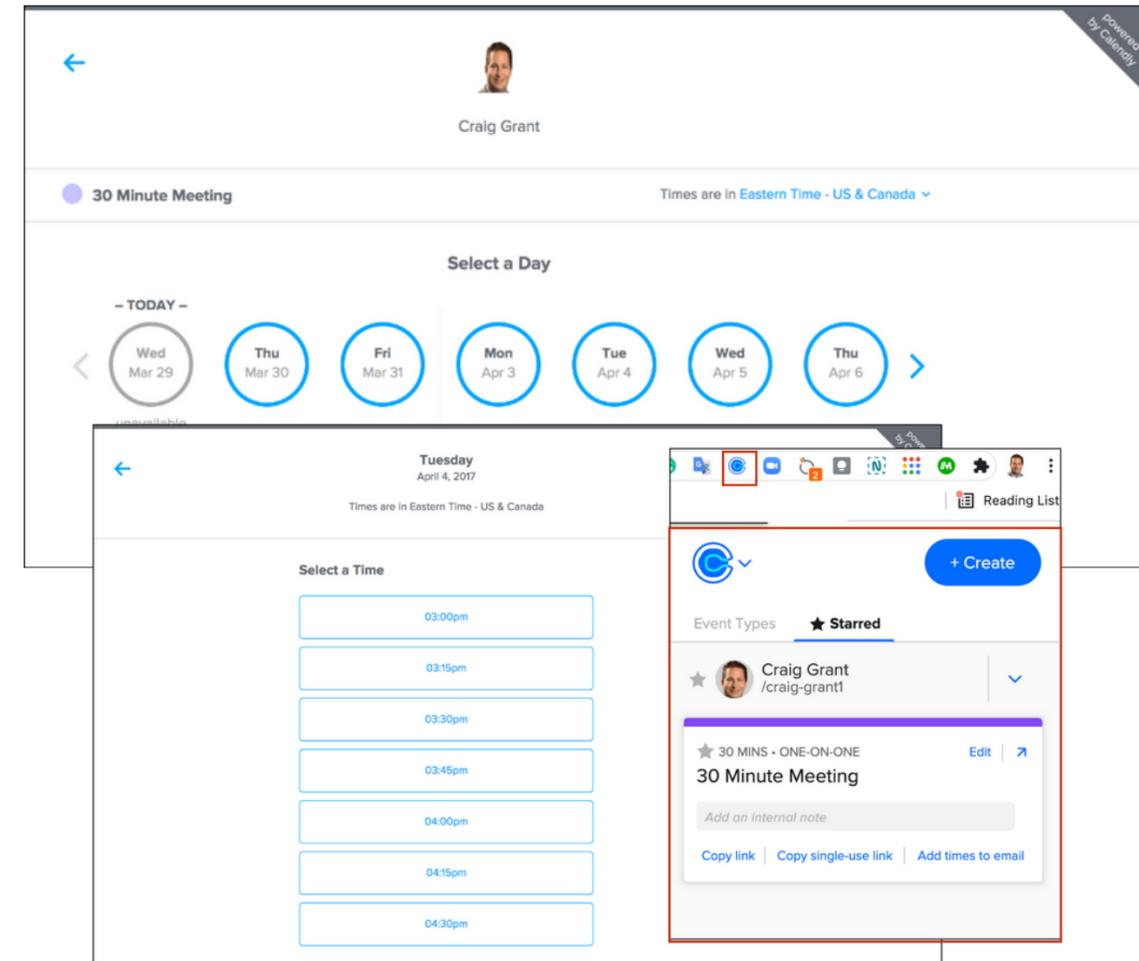 powered
by Calendly
Craig Grant
30 Minute Meeting
Times are in Eastern Time - US & Canada
Select a Day
– TODAY –
Wed
Mar 29
Thu
Mar 30
Fri
Mar 31
Mon
Apr 3
Tue
Apr 4
Wed
Apr 5
Thu
Apr 6
unavailable
Tuesday
April 4, 2017
Times are in Eastern Time - US & Canada
Select a Time
03:00pm
03:15pm
03:30pm
03:45pm
04:00pm
04:15pm
04:30pm
2
Reading List
+ Create
Event Types
★ Starred
Craig Grant
/craig-grant1
30 MINS • ONE-ON-ONE
Edit
30 Minute Meeting
Add an internal note
Copy link
Copy single-use link
Add times to email